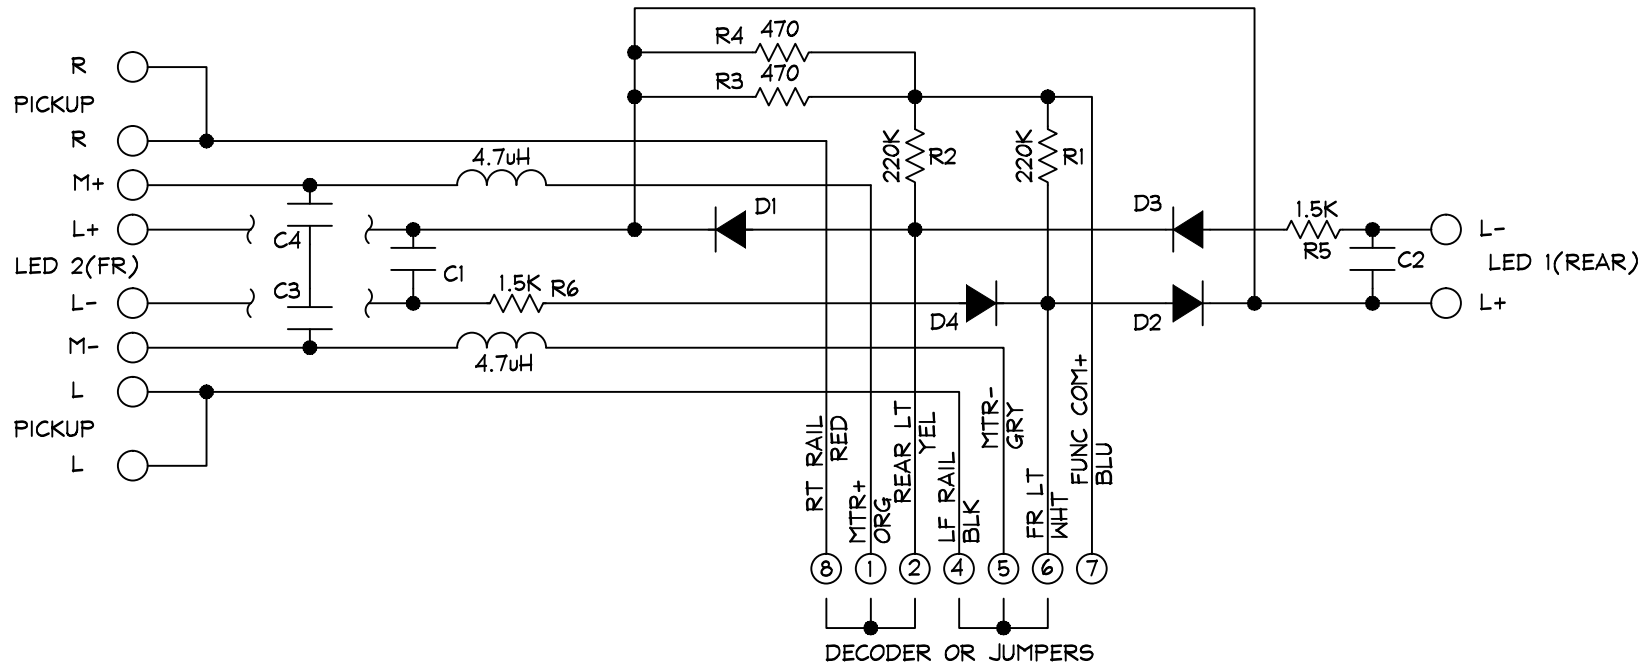 R4 470
R
PICKUP
R3 470
R
220K
R2
220K
R1
4.7uH
M+
D1
D3
1.5K
L+
C4
L-
LED 2(FR)
C1
R5
C2
LED 1(REAR)
C3
1.5K R6
L-
D4
D2
L+
M-
4.7uH
L
PICKUP
L
RT RAIL
RED
MTR+
ORG
REAR LT
YEL
LF RAIL
BLK
MTR-
GRY
FR LT
WHT
FUNC COM+
BLU
8 1 2 4 5 6 7
DECODER OR JUMPERS